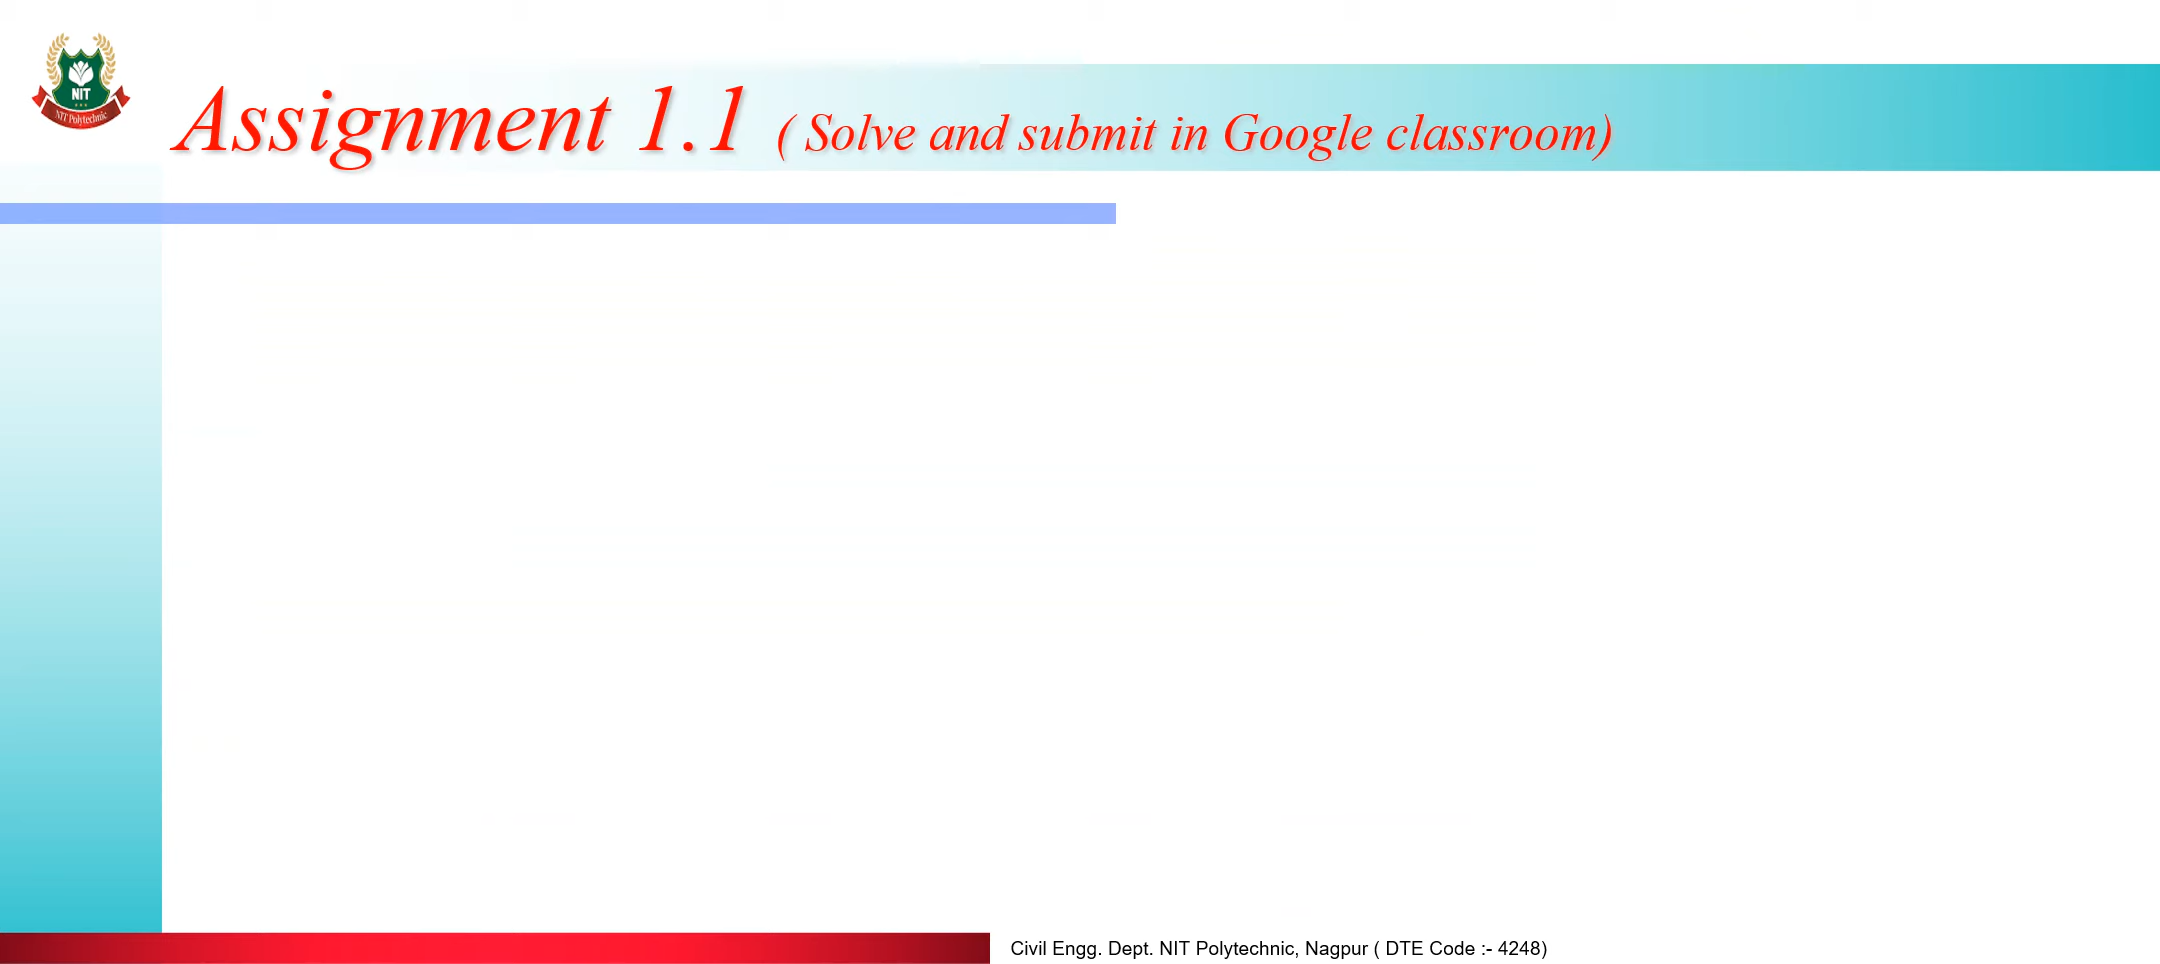 NIT
NIT Polytechnic
Assignment 1.1 ( Solve and submit in Google classroom)
Civil Engg. Dept. NIT Polytechnic, Nagpur ( DTE Code :- 4248)